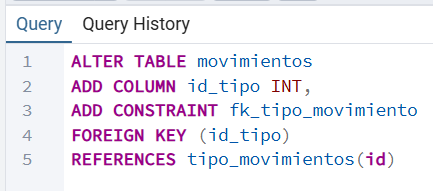 Query Query History
1 ALTER TABLE movimientos
2 ADD COLUMN id_tipo INT,
3 ADD CONSTRAINT fk_tipo_movimiento
4 FOREIGN KEY (id_tipo)
5 REFERENCES tipo_movimientos(id)